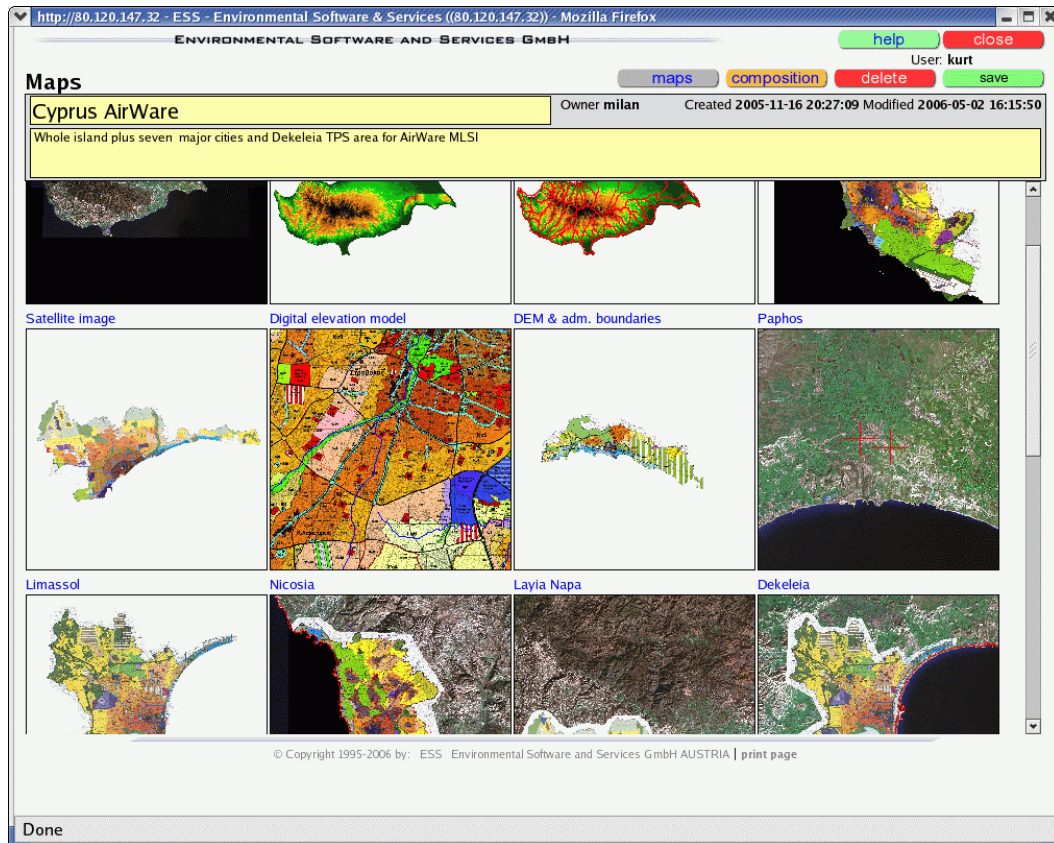 http://80.120.147.32 - ESS - Environmental Software & Services ((80.120.147.32)) - Mozilla Firefox
ENVIRONMENTAL SOFTWARE AND SERVICES GMBH
help close
User: kurt
Maps
maps composition delete save
Cyprus AirWare
Owner milan Created 2005-11-16 20:27:09 Modified 2006-05-02 16:15:50
Whole island plus seven major cities and Dekeleia TPS area for AirWare MLSI
Satellite image
Digital elevation model
DEM & adm. boundaries
Paphos
Limassol
Nicosia
Layia Napa
Dekeleia
© Copyright 1995-2006 by: ESS Environmental Software and Services GmbH AUSTRIA | print page
Done